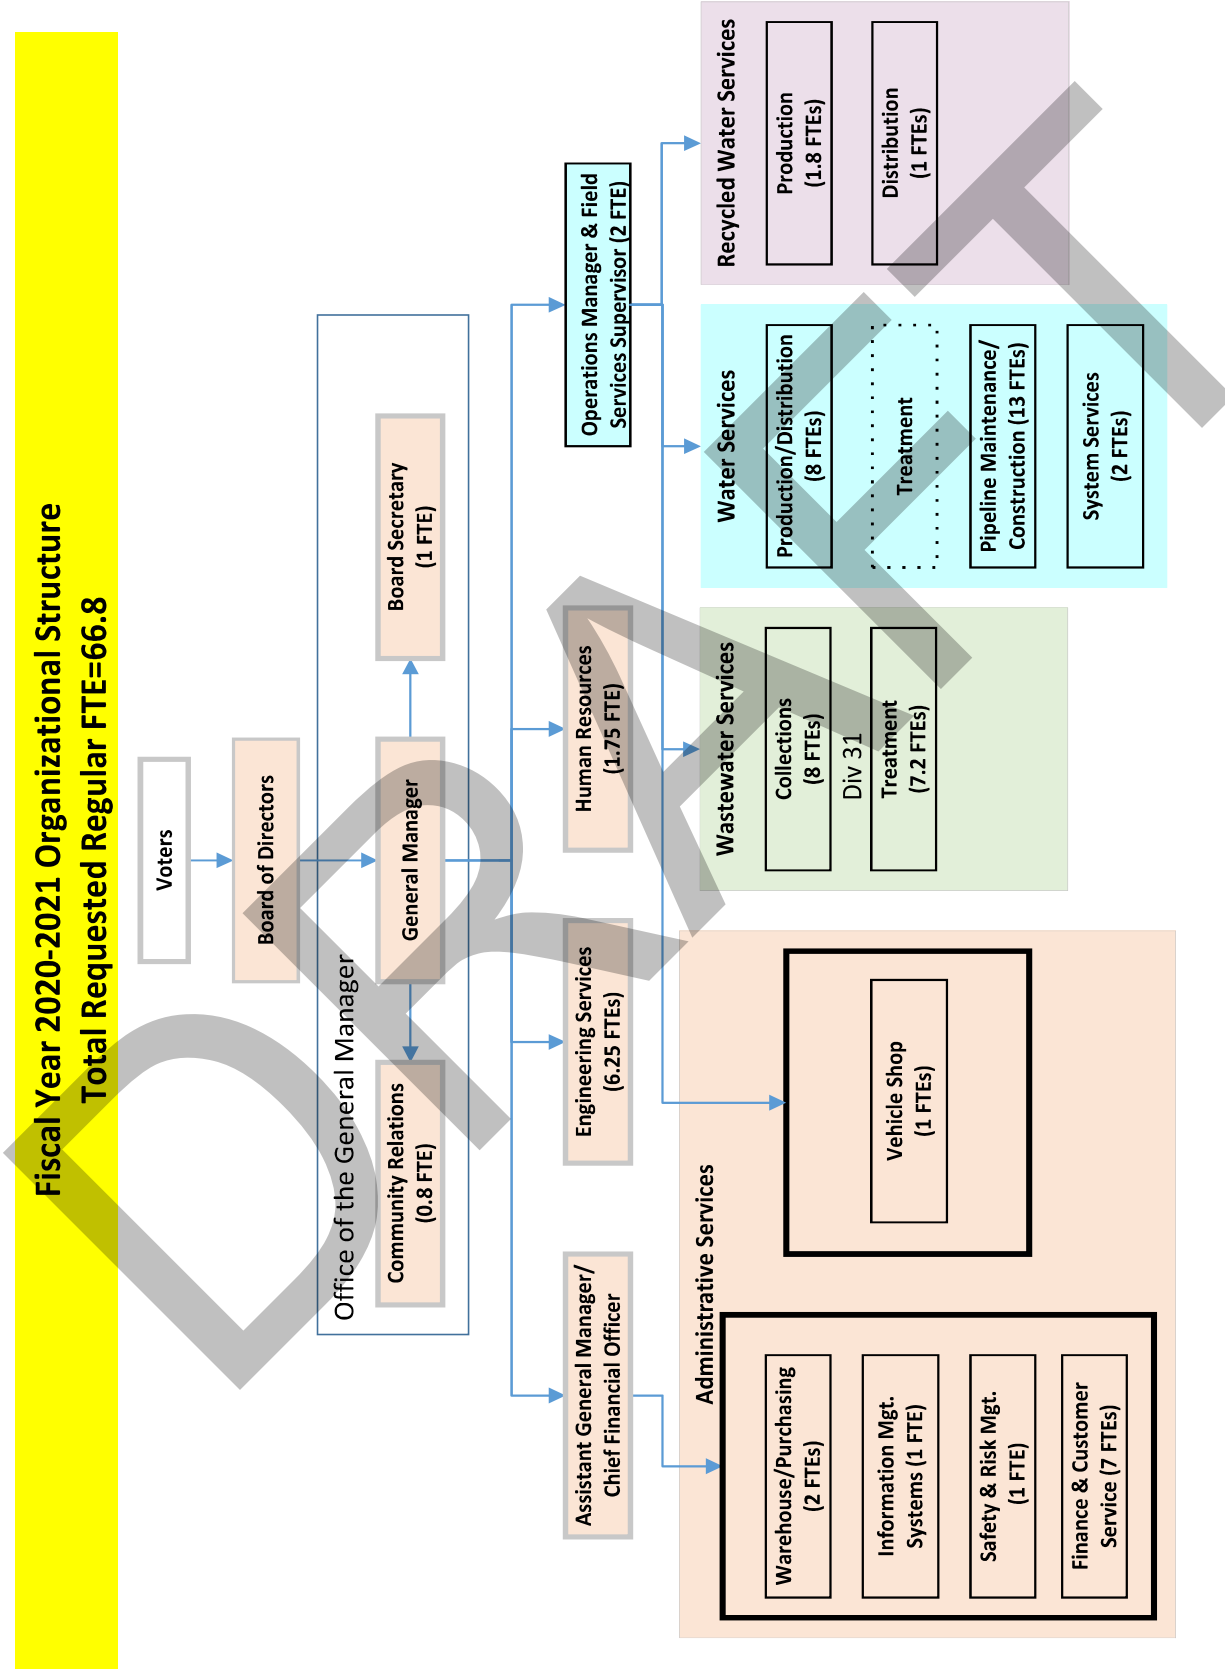 Fiscal Year 2020-2021 Organizational Structure
Total Requested Regular FTE=66.8
Voters
Board of Directors
Office of the General Manager
Community Relations
(0.8 FTE)
General Manager
Board Secretary
(1 FTE)
Assistant General Manager/
Chief Financial Officer
Engineering Services
(6.25 FTEs)
Human Resources
(1.75 FTE)
Operations Manager & Field
Services Supervisor (2 FTE)
Administrative Services
Warehouse/Purchasing
(2 FTEs)
Information Mgt.
Systems (1 FTE)
Safety & Risk Mgt.
(1 FTE)
Finance & Customer
Service (7 FTEs)
Vehicle Shop
(1 FTEs)
Wastewater Services
Collections
(8 FTEs)
Div 31
Treatment
(7.2 FTEs)
Water Services
Production/Distribution
(8 FTEs)
Treatment
Pipeline Maintenance/
Construction (13 FTEs)
System Services
(2 FTEs)
Recycled Water Services
Production
(1.8 FTEs)
Distribution
(1 FTEs)
DRAFT